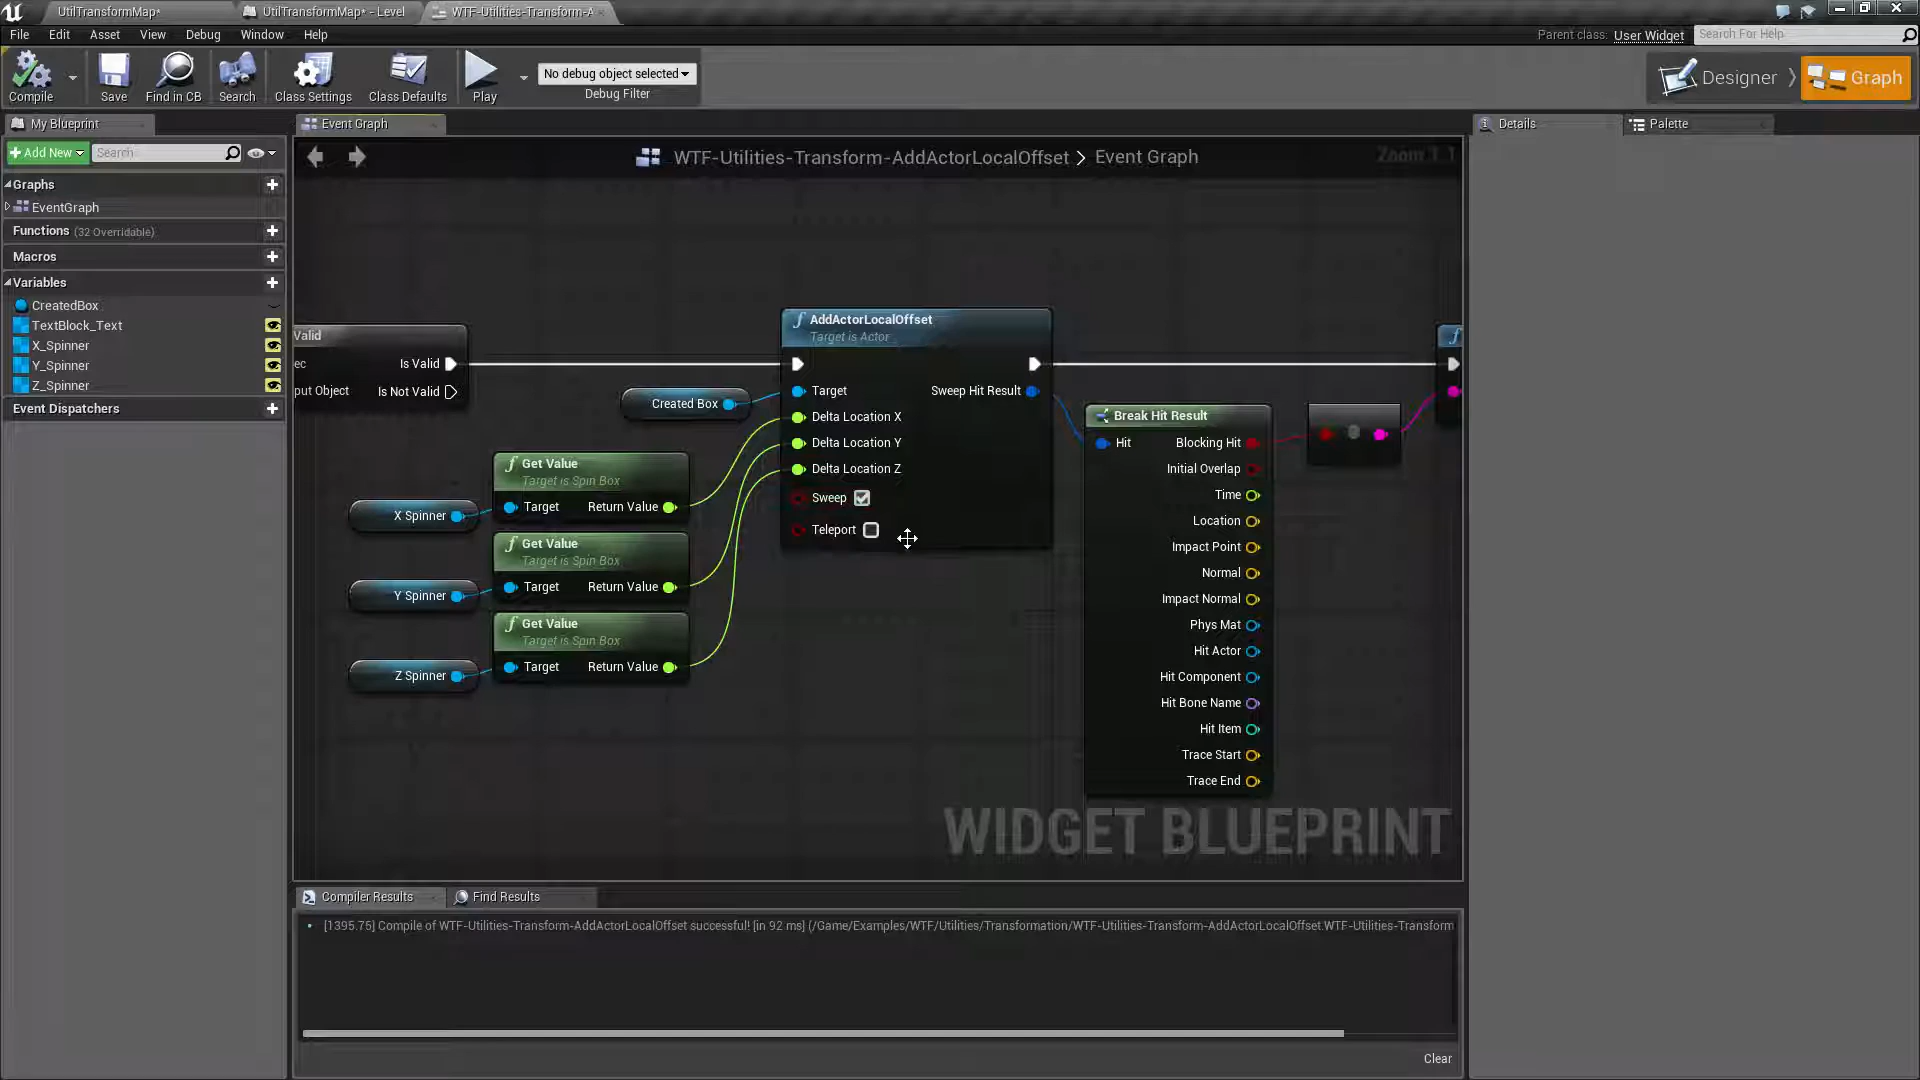 UtilTransformMap*
UtilTransformMap* - Level
WTF-Utilities-Transform-A
File
Edit
Asset
View
Debug
Window
Help
Parent class:
User Widget
Search For Help
Compile
Save
Find in CB
Search
Class Settings
Class Defaults
Play
No debug object selected
Debug Filter
Designer
Graph
My Blueprint
Event Graph
Details
Palette
Add New
Search
WTF-Utilities-Transform-AddActorLocalOffset > Event Graph
Zoom 1:1
Graphs
EventGraph
Functions (32 Overridable)
Macros
Variables
CreatedBox
TextBlock_Text
X_Spinner
Y_Spinner
Z_Spinner
Event Dispatchers
Valid
ec
Is Valid
put Object
Is Not Valid
Created Box
f AddActorLocalOffset
Target is Actor
Target
Sweep Hit Result
Delta Location X
Delta Location Y
Delta Location Z
Sweep
Teleport
X Spinner
f Get Value
Target is Spin Box
Target
Return Value
Y Spinner
f Get Value
Target is Spin Box
Target
Return Value
Z Spinner
f Get Value
Target is Spin Box
Target
Return Value
Break Hit Result
Hit
Blocking Hit
Initial Overlap
Time
Location
Impact Point
Normal
Impact Normal
Phys Mat
Hit Actor
Hit Component
Hit Bone Name
Hit Item
Trace Start
Trace End
f
WIDGET BLUEPRINT
Compiler Results
Find Results
[1395.75] Compile of WTF-Utilities-Transform-AddActorLocalOffset successful! [in 92 ms] (/Game/Examples/WTF/Utilities/Transformation/WTF-Utilities-Transform-AddActorLocalOffset.WTF-Utilities-Transform
Clear